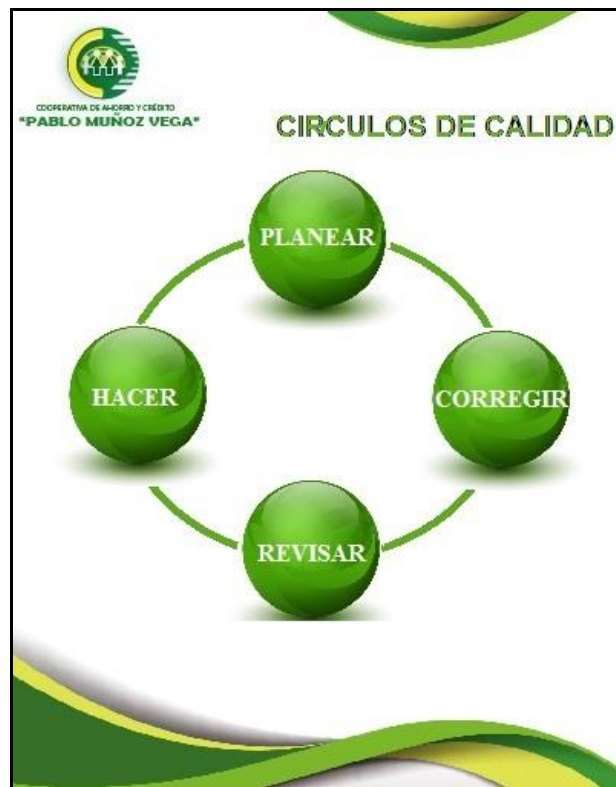 COOPERATIVA DE AHORRO Y CRÉDITO
"PABLO MUÑOZ VEGA"
CIRCULOS DE CALIDAD
PLANEAR
HACER
CORREGIR
REVISAR